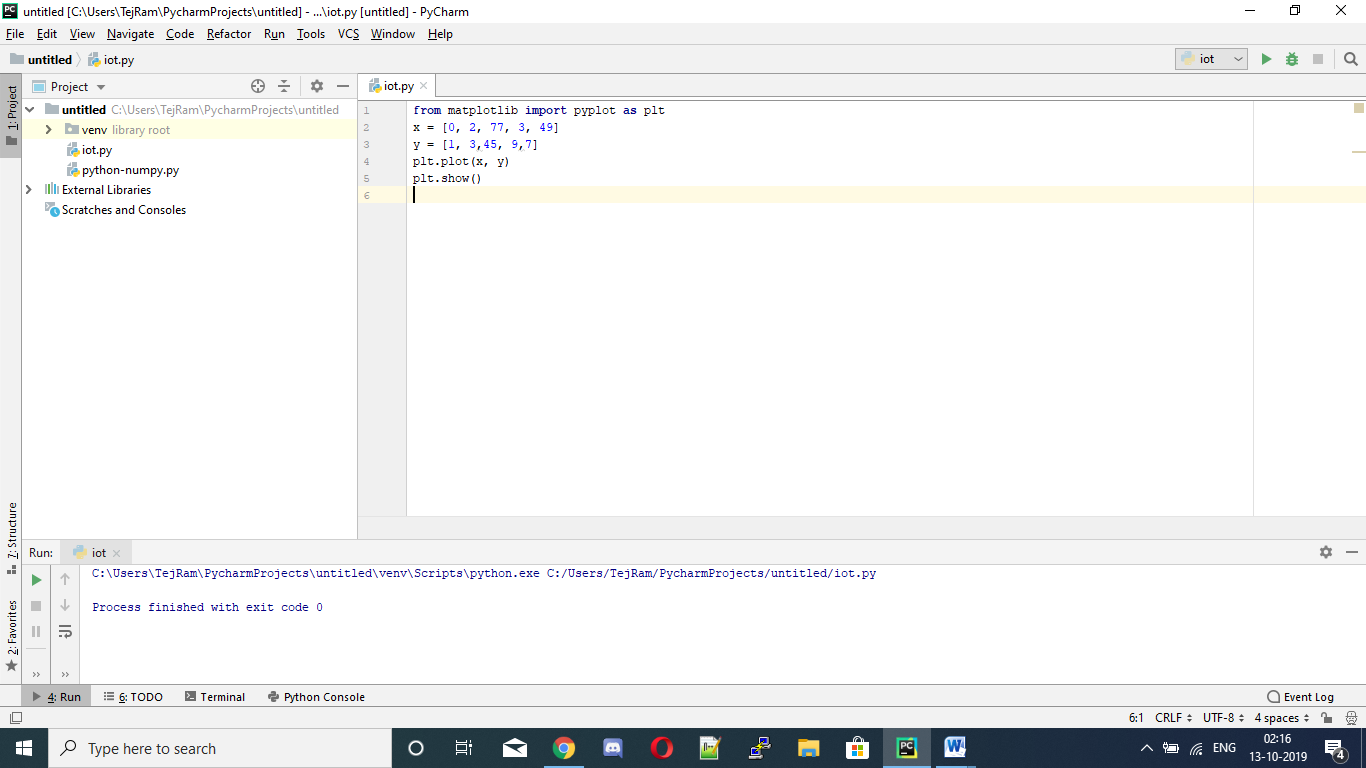 untitled [C:\Users\TejRam\PycharmProjects\untitled] - ...\iot.py [untitled] - PyCharm
File Edit View Navigate Code Refactor Run Tools VCS Window Help
untitled iot.py iot
1: Project
Project
iot.py
untitled C:\Users\TejRam\PycharmProjects\untitled
venv library root
iot.py
python-numpy.py
External Libraries
Scratches and Consoles
1 from matplotlib import pyplot as plt
2 x = [0, 2, 77, 3, 49]
3 y = [1, 3,45, 9,7]
4 plt.plot(x, y)
5 plt.show()
6
7: Structure
2: Favorites
Run: iot
C:\Users\TejRam\PycharmProjects\untitled\venv\Scripts\python.exe C:/Users/TejRam/PycharmProjects/untitled/iot.py
Process finished with exit code 0
4: Run 6: TODO Terminal Python Console Event Log
6:1 CRLF UTF-8 4 spaces
Type here to search
ENG
02:16
13-10-2019
4